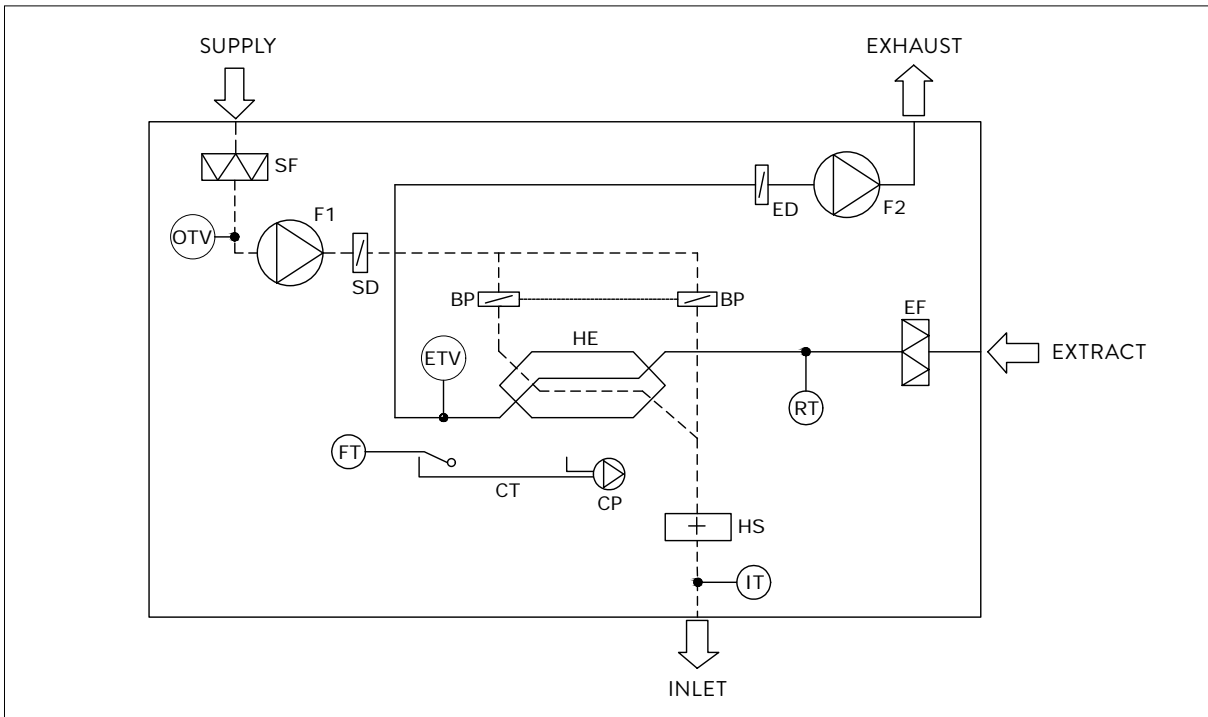 SUPPLY
EXHAUST
SF
F1
ED
F2
OTV
SD
BP
BP
EF
HE
ETV
EXTRACT
RT
FT
CT
CP
HS
IT
INLET